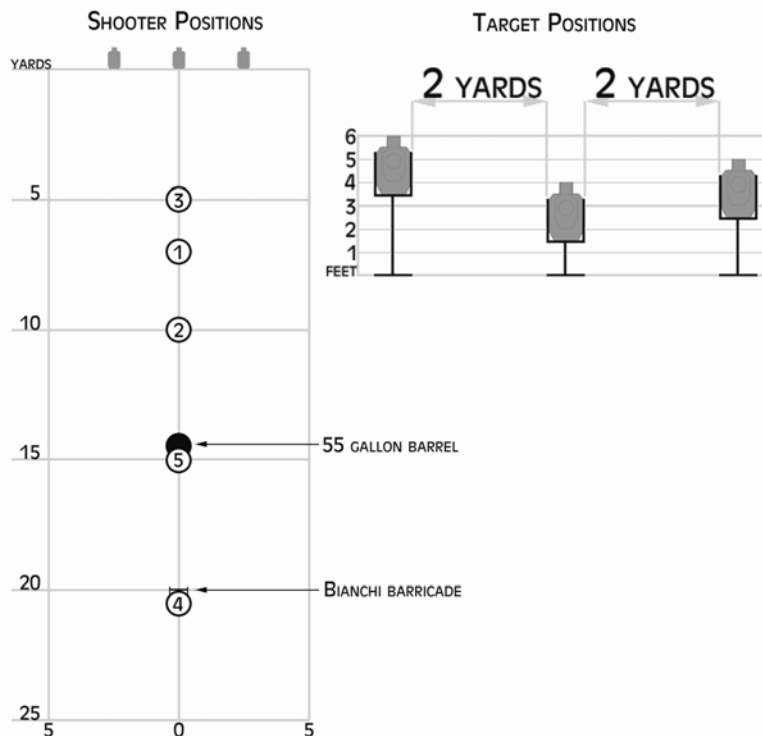 Shooter Positions
YARDS
5
3
1
10
2
15
5
55 GALLON BARREL
20
4
BIANCHI BARRICADE
25
5 0 5
Target Positions
2 YARDS 2 YARDS
6
5
4
3
2
1
FEET